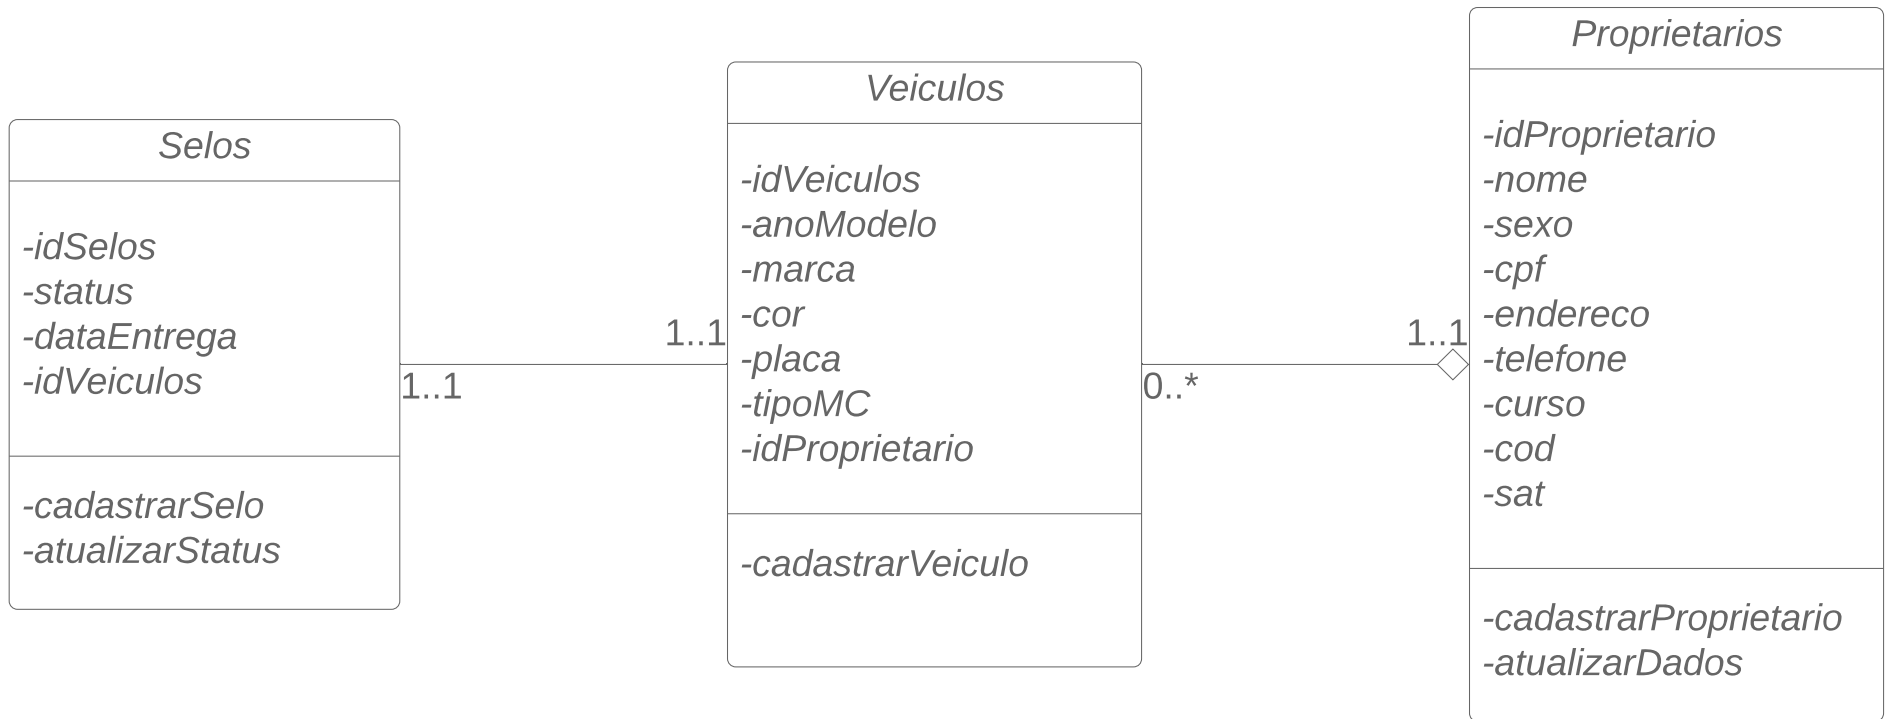 Selos
-idSelos
-status
-dataEntrega
-idVeiculos
-cadastrarSelo
-atualizarStatus
1..1
1..1
Veiculos
-idVeiculos
-anoModelo
-marca
-cor
-placa
-tipoMC
-idProprietario
-cadastrarVeiculo
0..*
1..1
Proprietarios
-idProprietario
-nome
-sexo
-cpf
-endereco
-telefone
-curso
-cod
-sat
-cadastrarProprietario
-atualizarDados